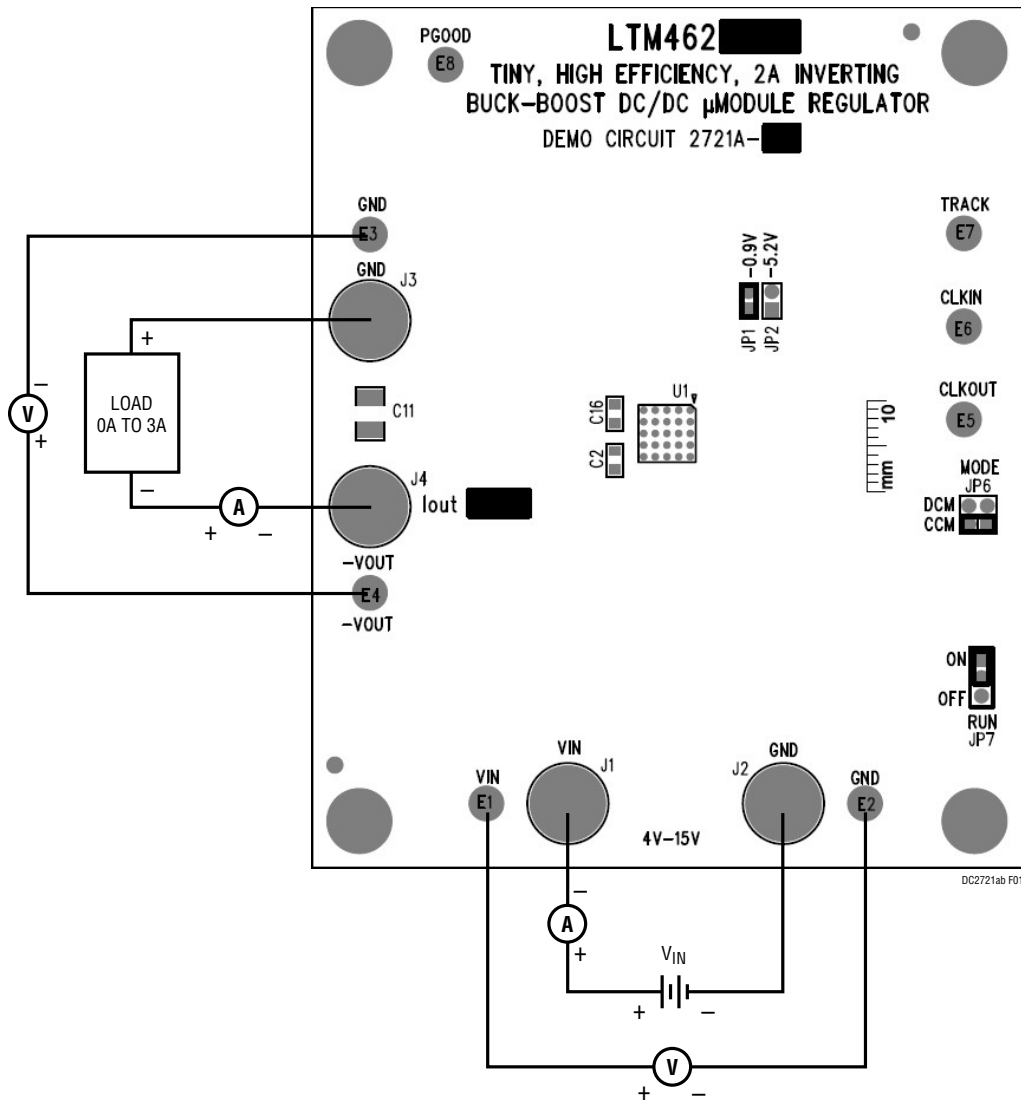 PGOOD
E8
LTM462
TINY, HIGH EFFICIENCY, 2A INVERTING
BUCK-BOOST DC/DC µMODULE REGULATOR
DEMO CIRCUIT 2721A-
GND
E3
GND
J3
TRACK
E7
-0.9V
-5.2V
JP1
JP2
CLKIN
E6
+
LOAD
0A TO 3A
–
–
V
+
C11
C16
C2
U1
10
mm
CLKOUT
E5
MODE
JP6
DCM
CCM
J4
Iout
+
A
–
-VOUT
E4
-VOUT
ON
OFF
RUN
JP7
VIN
E1
VIN
J1
J2
GND
GND
E2
4V-15V
DC2721ab F01
–
A
+
VIN
+
–
V
+
–